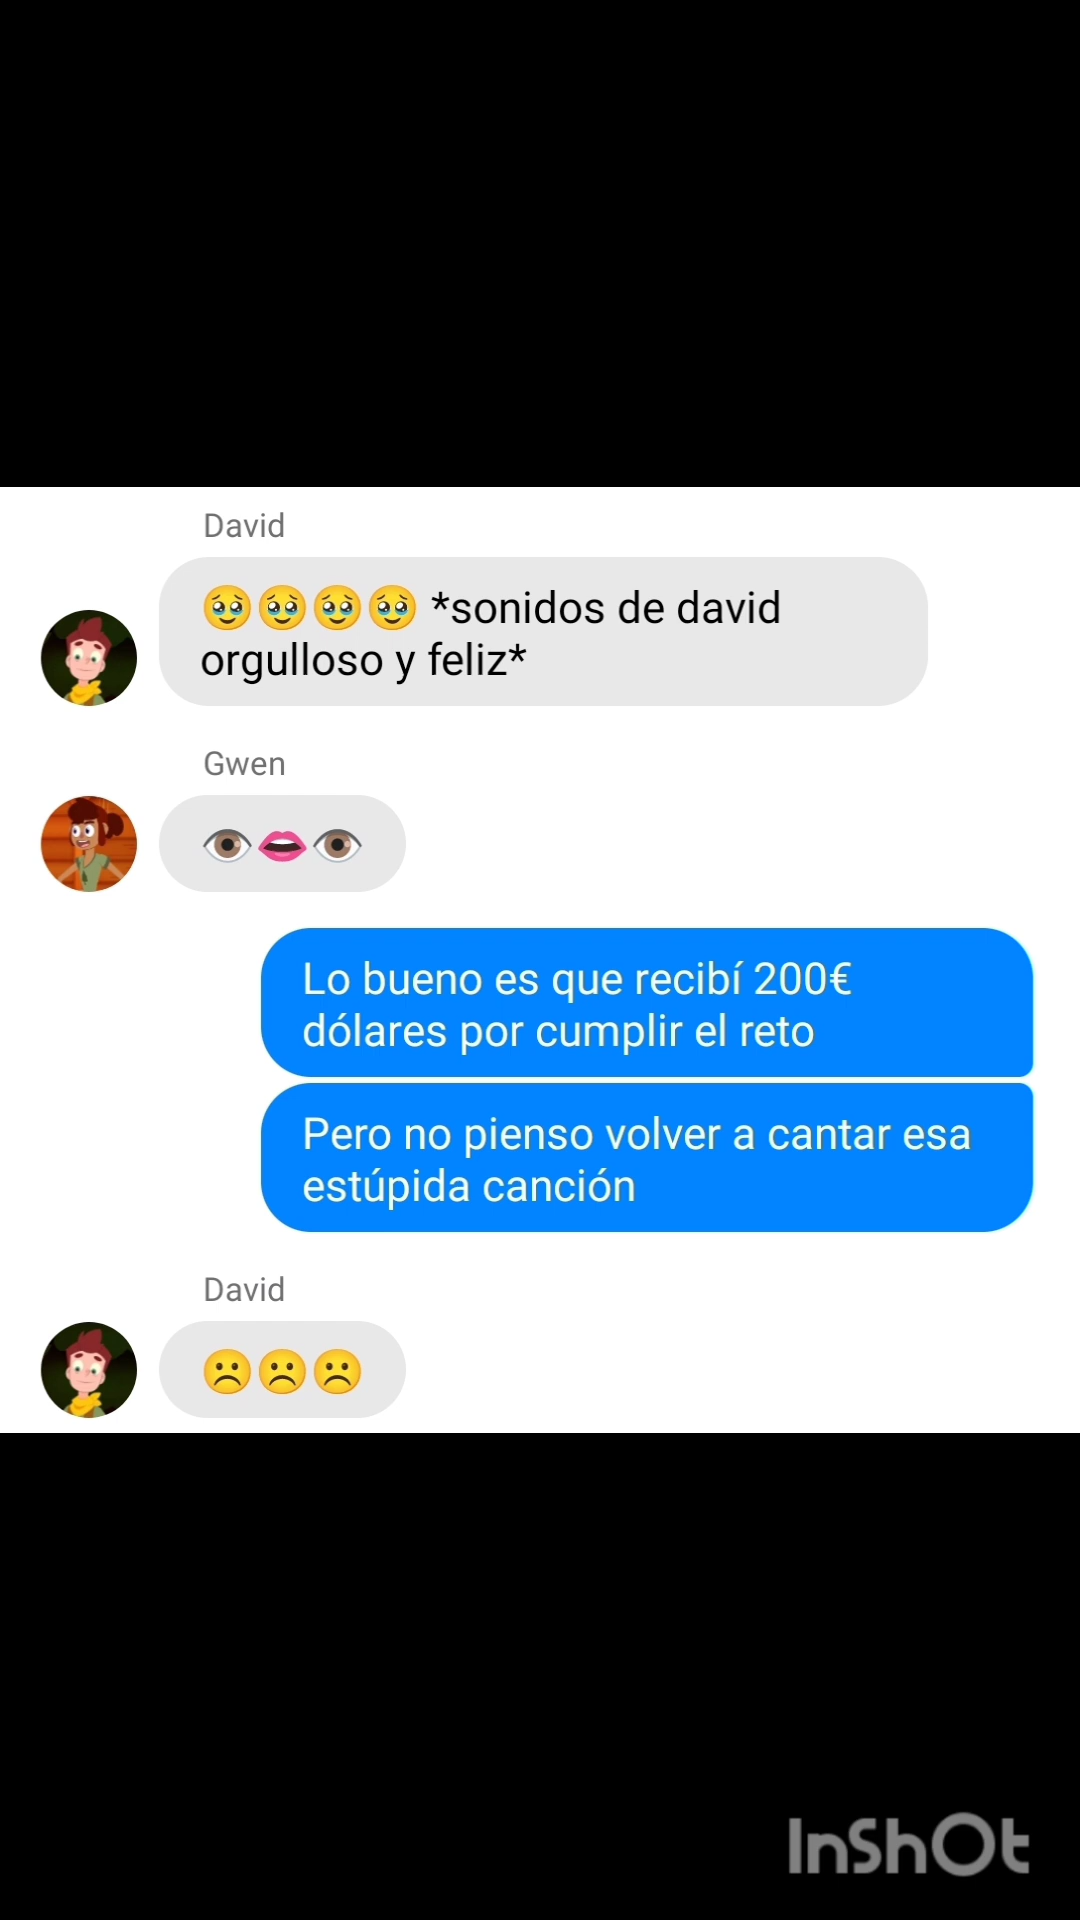 David
🥹🥹🥹🥹 *sonidos de david
orgulloso y feliz*
Gwen
👁️👄👁️
Lo bueno es que recibí 200€
dólares por cumplir el reto
Pero no pienso volver a cantar esa
estúpida canción
David
☹️☹️☹️
InShOt